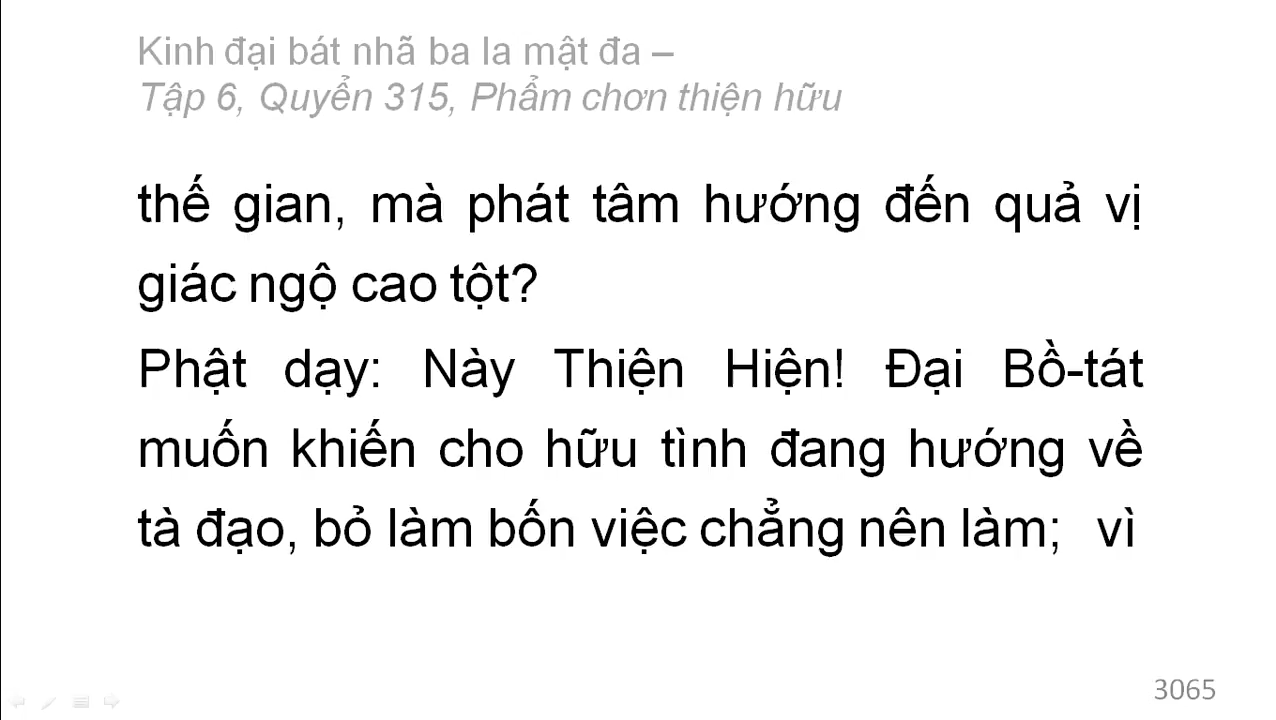 Kinh đại bát nhã ba la mật đa –
Tập 6, Quyển 315, Phẩm chơn thiện hữu
thế gian, mà phát tâm hướng đến quả vị
giác ngộ cao tột?
Phật dạy: Này Thiện Hiện! Đại Bồ-tát
muốn khiến cho hữu tình đang hướng về
tà đạo, bỏ làm bốn việc chẳng nên làm; vì
3065